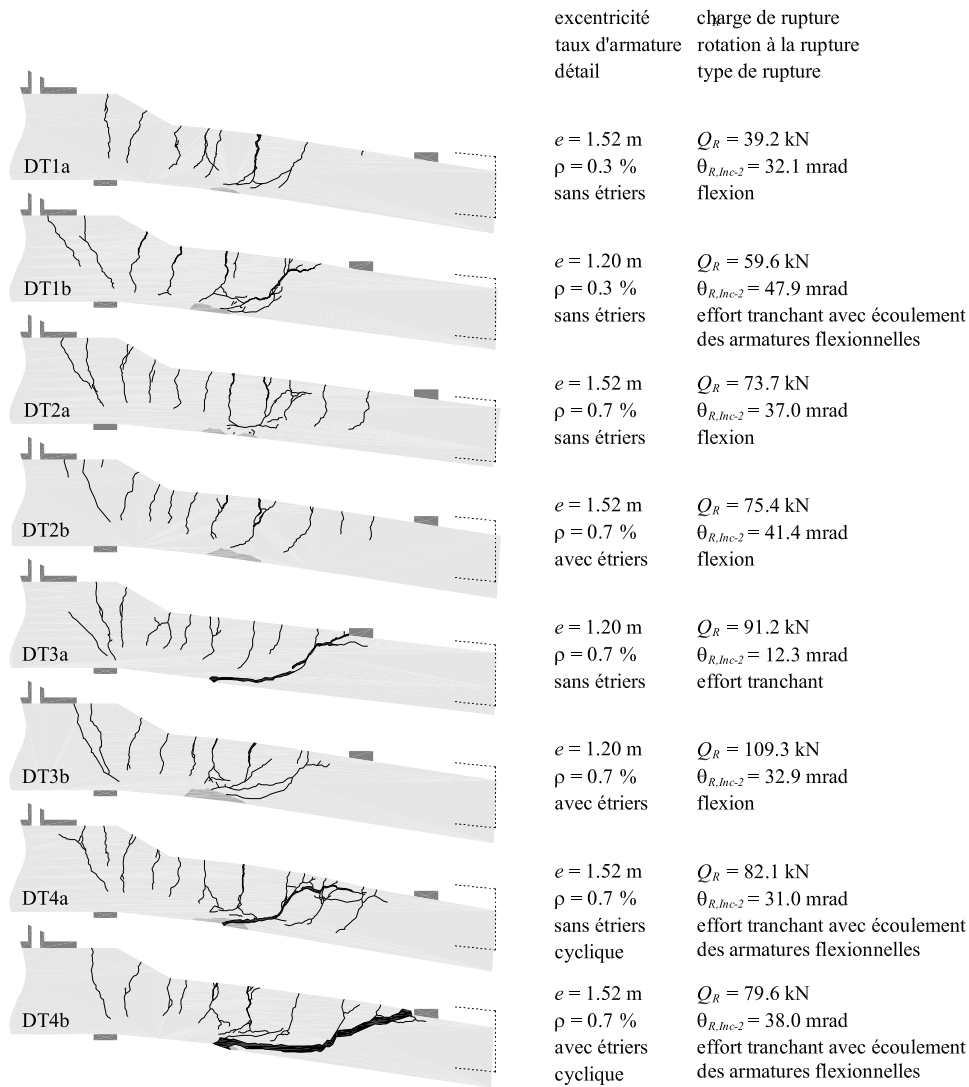 excentricité charge de rupture
taux d'armature rotation à la rupture
détail type de rupture
DT1a
e = 1.52 m Q_R = 39.2 kN
ρ = 0.3 % θ_R,Inc-2 = 32.1 mrad
sans étriers flexion
DT1b
e = 1.20 m Q_R = 59.6 kN
ρ = 0.3 % θ_R,Inc-2 = 47.9 mrad
sans étriers effort tranchant avec écoulement
des armatures flexionnelles
DT2a
e = 1.52 m Q_R = 73.7 kN
ρ = 0.7 % θ_R,Inc-2 = 37.0 mrad
sans étriers flexion
DT2b
e = 1.52 m Q_R = 75.4 kN
ρ = 0.7 % θ_R,Inc-2 = 41.4 mrad
avec étriers flexion
DT3a
e = 1.20 m Q_R = 91.2 kN
ρ = 0.7 % θ_R,Inc-2 = 12.3 mrad
sans étriers effort tranchant
DT3b
e = 1.20 m Q_R = 109.3 kN
ρ = 0.7 % θ_R,Inc-2 = 32.9 mrad
avec étriers flexion
DT4a
e = 1.52 m Q_R = 82.1 kN
ρ = 0.7 % θ_R,Inc-2 = 31.0 mrad
sans étriers effort tranchant avec écoulement
cyclique des armatures flexionnelles
DT4b
e = 1.52 m Q_R = 79.6 kN
ρ = 0.7 % θ_R,Inc-2 = 38.0 mrad
avec étriers effort tranchant avec écoulement
cyclique des armatures flexionnelles